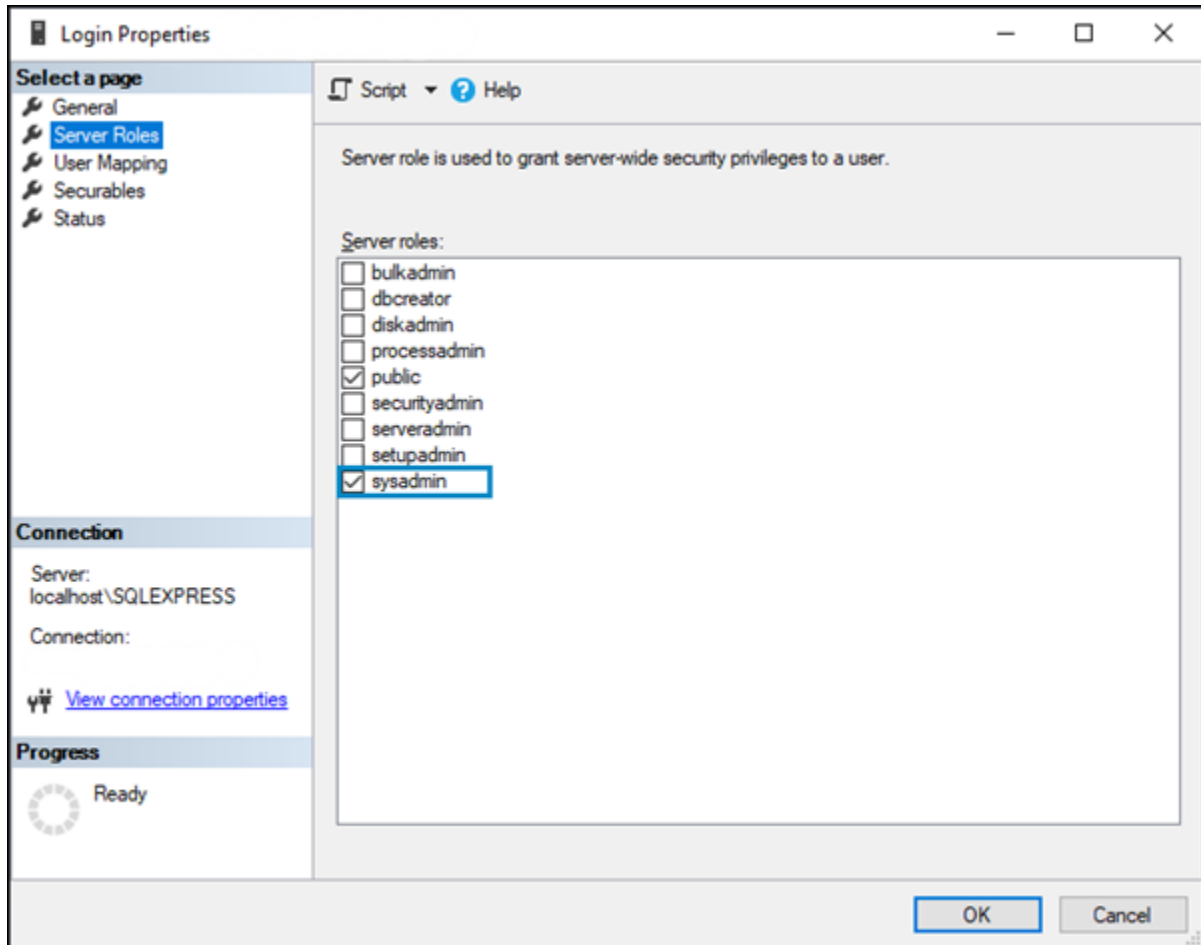 Login Properties
Select a page
General
Server Roles
User Mapping
Securables
Status
Script
Help
Server role is used to grant server-wide security privileges to a user.
Server roles:
bulkadmin
dbcreator
diskadmin
processadmin
public
securityadmin
serveradmin
setupadmin
sysadmin
Connection
Server:
localhost\SQLEXPRESS
Connection:
View connection properties
Progress
Ready
OK
Cancel